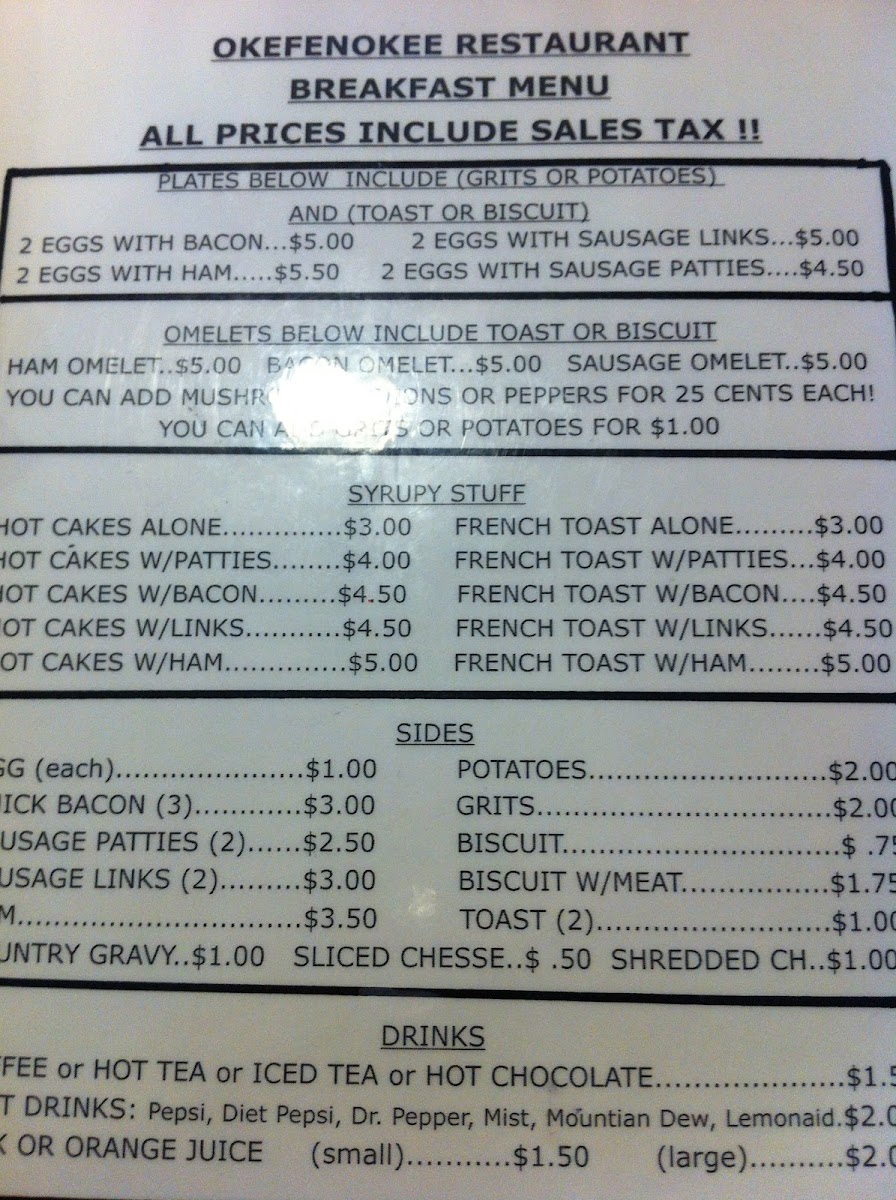 OKEFENOKEE RESTAURANT
BREAKFAST MENU
ALL PRICES INCLUDE SALES TAX !!
PLATES BELOW INCLUDE (GRITS OR POTATOES)
AND (TOAST OR BISCUIT)
2 EGGS WITH BACON...$5.00 2 EGGS WITH SAUSAGE LINKS...$5.00
2 EGGS WITH HAM.....$5.50 2 EGGS WITH SAUSAGE PATTIES....$4.50
OMELETS BELOW INCLUDE TOAST OR BISCUIT
HAM OMELET..$5.00 BACON OMELET...$5.00 SAUSAGE OMELET..$5.00
YOU CAN ADD OR PEPPERS FOR 25 CENTS EACH!
YOU CAN ADD GRITS OR POTATOES FOR $1.00
SYRUPY STUFF
HOT CAKES ALONE..............$3.00 FRENCH TOAST ALONE.........$3.00
HOT CAKES W/PATTIES........$4.00 FRENCH TOAST W/PATTIES...$4.00
HOT CAKES W/BACON.........$4.50 FRENCH TOAST W/BACON....$4.50
HOT CAKES W/LINKS...........$4.50 FRENCH TOAST W/LINKS......$4.50
OT CAKES W/HAM..............$5.00 FRENCH TOAST W/HAM........$5.00
SIDES
GG (each)......................$1.00 POTATOES...........................$2.00
ICK BACON (3)............$3.00 GRITS.................................$2.00
USAGE PATTIES (2)......$2.50 BISCUIT...............................$ .75
USAGE LINKS (2).........$3.00 BISCUIT W/MEAT................$1.75
M...............................$3.50 TOAST (2)..........................$1.00
UNTRY GRAVY..$1.00 SLICED CHESSE..$ .50 SHREDDED CH..$1.00
DRINKS
FFEE or HOT TEA or ICED TEA or HOT CHOCOLATE.....................$1.5
T DRINKS: Pepsi, Diet Pepsi, Dr. Pepper, Mist, Mountian Dew, Lemonaid.$2.0
K OR ORANGE JUICE (small)...........$1.50 (large)..........$2.0